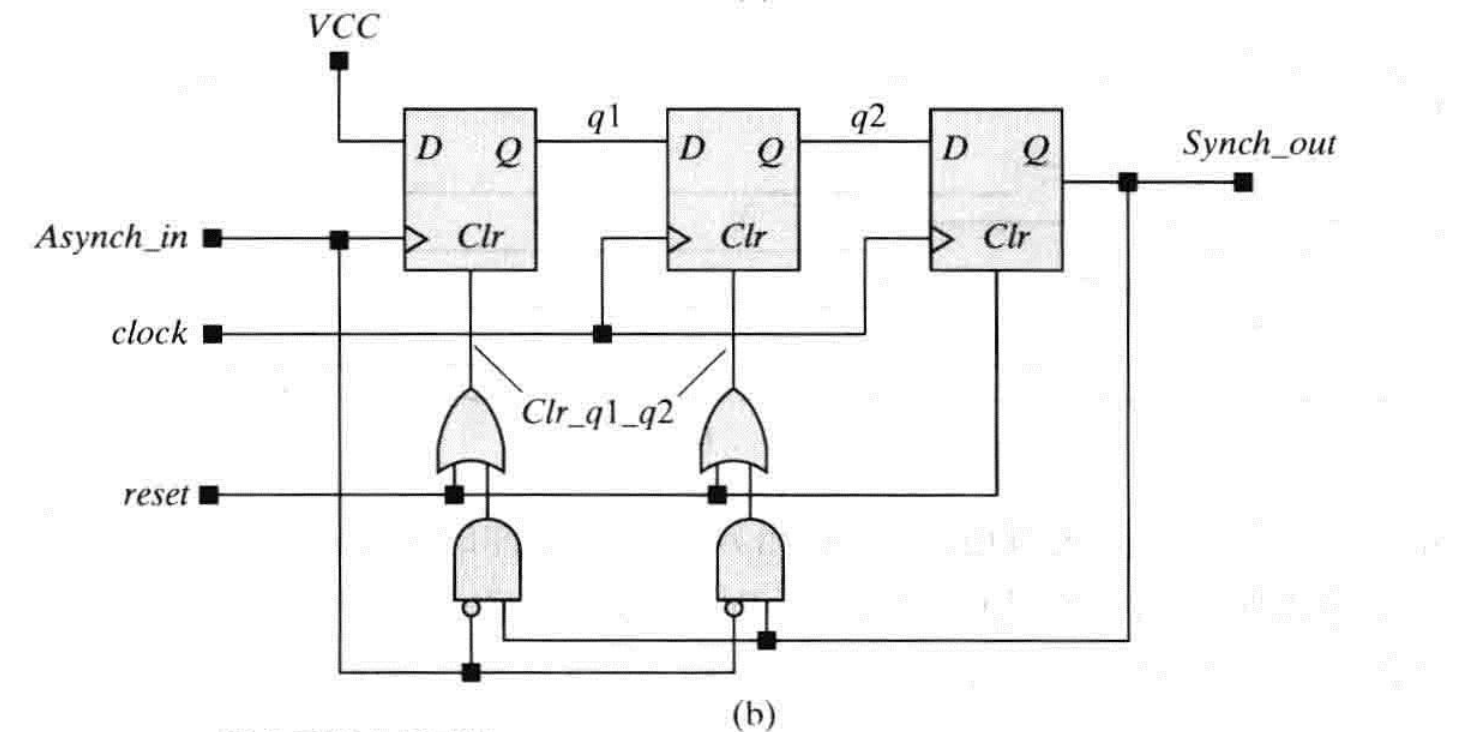 VCC
q1
q2
D Q
D Q
D Q
Synch_out
Asynch_in
Clr
Clr
Clr
clock
Clr_q1_q2
reset
(b)